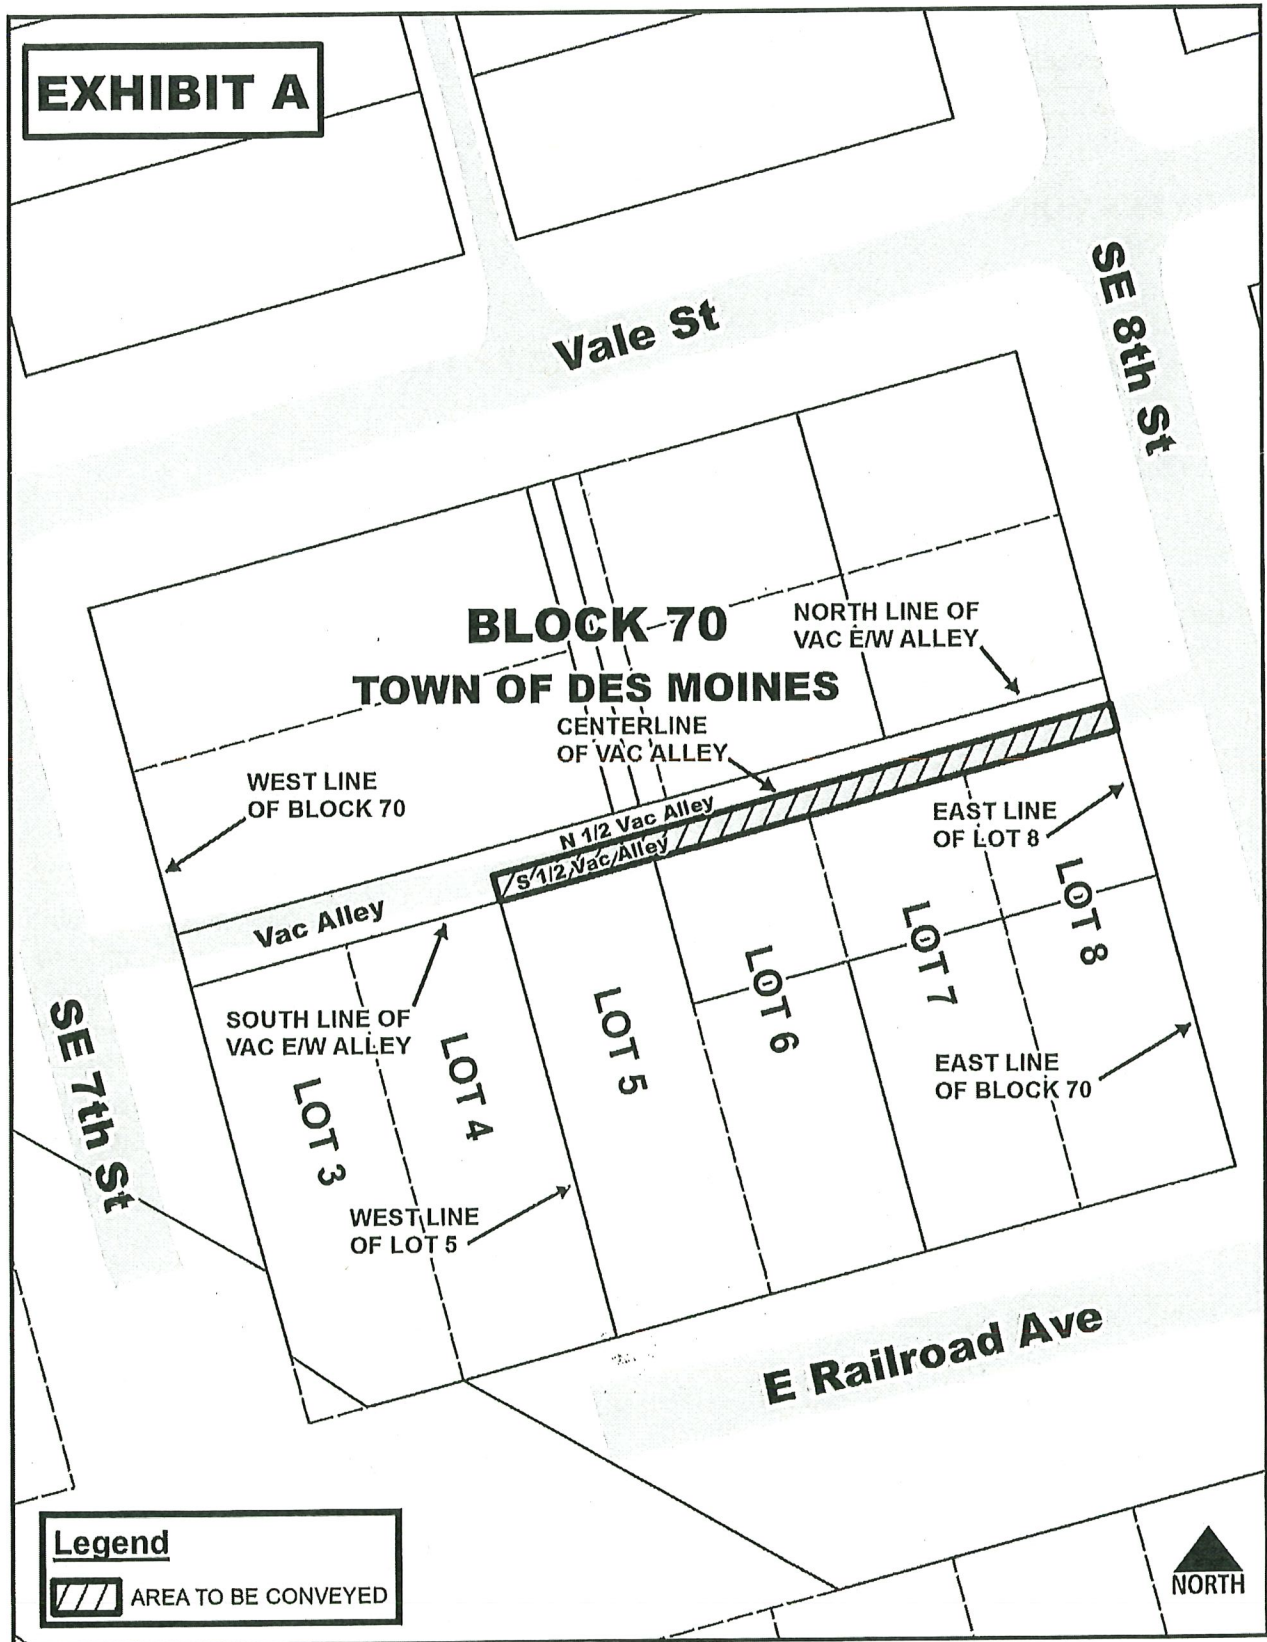 EXHIBIT A
Vale St
SE 8th St
BLOCK 70
TOWN OF DES MOINES
NORTH LINE OF
VAC E/W ALLEY
CENTERLINE
OF VAC ALLEY
WEST LINE
OF BLOCK 70
N 1/2 Vac Alley
S 1/2 Vac Alley
EAST LINE
OF LOT 8
Vac Alley
SOUTH LINE OF
VAC E/W ALLEY
LOT 3
LOT 4
LOT 5
LOT 6
LOT 7
LOT 8
SE 7th St
EAST LINE
OF BLOCK 70
WEST LINE
OF LOT 5
E Railroad Ave
Legend
AREA TO BE CONVEYED
NORTH